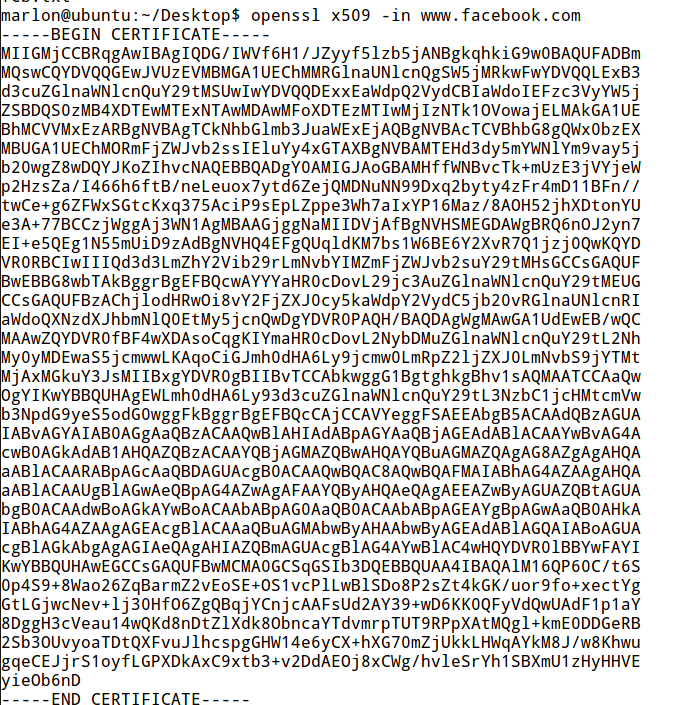 marlon@ubuntu:~/Desktop$ openssl x509 -in www.facebook.com
-----BEGIN CERTIFICATE-----
MIIGMjCCBRqgAwIBAgIQDG/IWVf6H1/JZyyf5lzb5jANBgkqhkiG9w0BAQUFADBm
MQswCQYDVQQGEwJVUzEVMBMGA1UEChMMRGlnaUNlcnQgSW5jMRkwFwYDVQQLExB3
d3cuZGlnaWNlcnQuY29tMSUwIwYDVQQDExxEaWdpQ2VydCBIaWdoIEFzc3VyYW5j
ZSBDQS0zMB4XDTEwMTExNTAwMDAwMFoXDTEzMTIwMjIzNTk1OVowajELMAkGA1UE
BhMCVVMxEzARBgNVBAgTCkNhbGlmb3JuaWExEjAQBgNVBAcTCVBhbG8gQWx0bzEX
MBUGA1UEChMORmFjZWJvb2ssIEluYy4xGTAXBgNVBAMTEHd3dy5mYWNlYm9vay5j
b20wgZ8wDQYJKoZIhvcNAQEBBQADgY0AMIGJAoGBAMHffWNBvcTk+mUzE3jVYjeW
p2HzsZa/I466h6ftB/neLeuox7ytd6ZejQMDNuNN99Dxq2byty4zFr4mD11BFn//
twCe+g6ZFWxSGtcKxq375AciP9sEpLZppe3Wh7aIxYP16Maz/8AOH52jhXDtonYU
e3A+77BCCzjWggAj3WN1AgMBAAGjggNaMIIDVjAfBgNVHSMEGDAWgBRQ6nOJ2yn7
EI+e5QEg1N55mUiD9zAdBgNVHQ4EFgQUqldKM7bs1W6BE6Y2XvR7Q1jzj0QwKQYD
VR0RBCIwIIIQd3d3LmZhY2Vib29rLmNvbYIMZmFjZWJvb2suY29tMHsGCCsGAQUF
BwEBBG8wbTAkBggrBgEFBQcwAYYYaHR0cDovL29jc3AuZGlnaWNlcnQuY29tMEUG
CCsGAQUFBzAChjlodHRwOi8vY2FjZXJ0cy5kaWdpY2VydC5jb20vRGlnaUNlcnRI
aWdoQXNzdXJhbmNlQ0EtMy5jcnQwDgYDVR0PAQH/BAQDAgWgMAwGA1UdEwEB/wQC
MAAwZQYDVR0fBF4wXDAsoCqgKIYmaHR0cDovL2NybDMuZGlnaWNlcnQuY29tL2Nh
My0yMDEwaS5jcmwwLKAqoCiGJmh0dHA6Ly9jcmw0LmRpZ2ljZXJ0LmNvbS9jYTMt
MjAxMGkuY3JsMIIBxgYDVR0gBIIBvTCCAbkwggG1BgtghkgBhv1sAQMAATCCAaQw
OgYIKwYBBQUHAgEWLmh0dHA6Ly93d3cuZGlnaWNlcnQuY29tL3NzbC1jcHMtcmVw
b3NpdG9yeS5odG0wggFkBggrBgEFBQcCAjCCAVYeggFSAEEAbgB5ACAAdQBzAGUA
IABvAGYAIAB0AGgAaQBzACAAQwBlAHIAdABpAGYAaQBjAGEAdABlACAAYwBvAG4A
cwB0AGkAdAB1AHQAZQBzACAAYQBjAGMAZQBwAHQAYQBuAGMAZQAgAG8AZgAgAHQA
aABlACAARABpAGcAaQBDAGUAcgB0ACAAQwBQAC8AQwBQAFMAIABhAG4AZAAgAHQA
aABlACAAUgBlAGwAeQBpAG4AZwAgAFAAYQByAHQAeQAgAEEAZwByAGUAZQBtAGUA
bgB0ACAAdwBoAGkAYwBoACAAbABpAG0AaQB0ACAAbABpAGEAYgBpAGwAaQB0AHkA
IABhAG4AZAAgAGEAcgBlACAAaQBuAGMAbwByAHAAbwByAGEAdABlAGQAIABoAGUA
cgBlAGkAbgAgAGIAeQAgAHIAZQBmAGUAcgBlAG4AYwBlAC4wHQYDVR0lBBYwFAYI
KwYBBQUHAwEGCCsGAQUFBwMCMA0GCSqGSIb3DQEBBQUAA4IBAQAlM16QP60C/t6S
0p4S9+8Wao26ZqBarmZ2vEoSE+OS1vcPlLwBlSDo8P2sZt4kGK/uor9fo+xectYg
GtLGjwcNev+lj30HfO6ZgQBqjYCnjcAAFsUd2AY39+wD6KK0QFyVdQwUAdF1p1aY
8DggH3cVeau14wQKd8nDtZlXdk8ObncaYTdvmrpTUT9RPpXAtMQgl+kmE0DDGeRB
2Sb3OUvyoaTDtQXFvuJlhcspgGHW14e6yCX+hXG70mZjUkkLHWqAYkM8J/w8Khwu
gqeCEJjrS1oyfLGPXDkAxC9xtb3+v2DdAEOj8xCWg/hvleSrYh1SBXmU1zHyHHVE
yieOb6nD
-----END CERTIFICATE-----